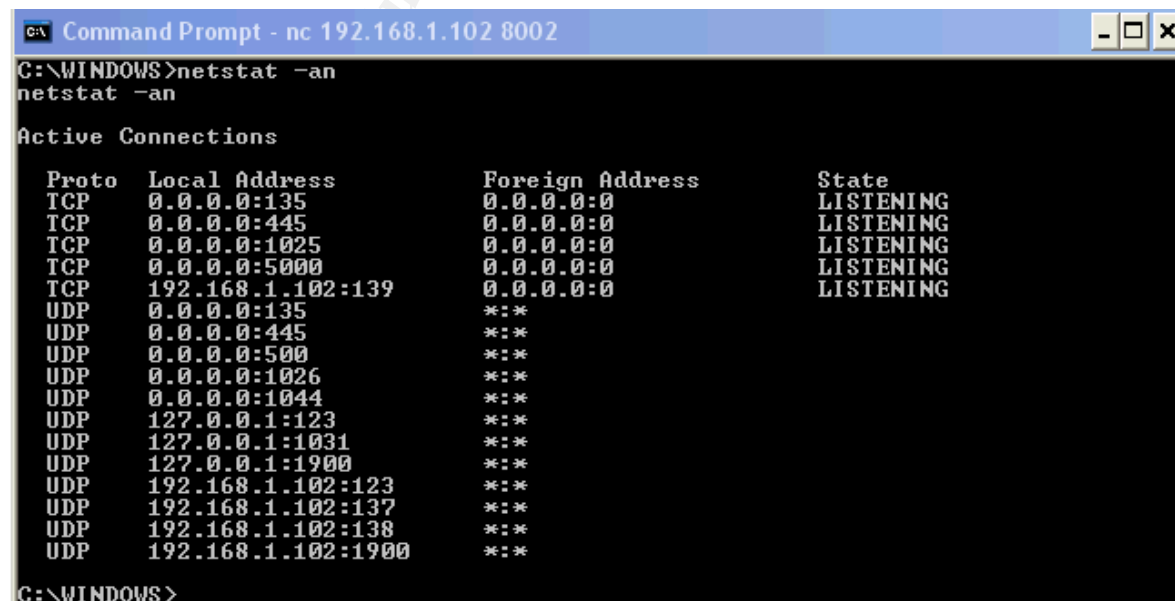 Command Prompt - nc 192.168.1.102 8002
C:\WINDOWS>netstat -an
netstat -an
Active Connections
Proto Local Address Foreign Address State
TCP 0.0.0.0:135 0.0.0.0:0 LISTENING
TCP 0.0.0.0:445 0.0.0.0:0 LISTENING
TCP 0.0.0.0:1025 0.0.0.0:0 LISTENING
TCP 0.0.0.0:5000 0.0.0.0:0 LISTENING
TCP 192.168.1.102:139 0.0.0.0:0 LISTENING
UDP 0.0.0.0:135 *:*
UDP 0.0.0.0:445 *:*
UDP 0.0.0.0:500 *:*
UDP 0.0.0.0:1026 *:*
UDP 0.0.0.0:1044 *:*
UDP 127.0.0.1:123 *:*
UDP 127.0.0.1:1031 *:*
UDP 127.0.0.1:1900 *:*
UDP 192.168.1.102:123 *:*
UDP 192.168.1.102:137 *:*
UDP 192.168.1.102:138 *:*
UDP 192.168.1.102:1900 *:*
C:\WINDOWS>